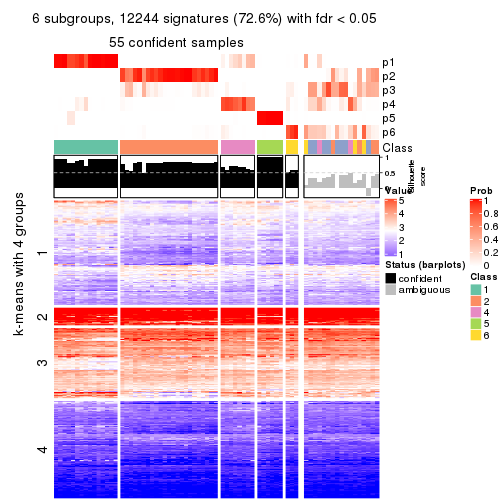 6 subgroups, 12244 signatures (72.6%) with fdr < 0.05
55 confident samples
p1
p2
p3
p4
p5
p6
Class
1
0.5
0
Silhouette
score
k-means with 4 groups
1
2
3
4
Value
5
4
3
2
1
Status (barplots)
confident
ambiguous
Prob
1
0.8
0.6
0.4
0.2
0
Class
1
2
3
4
5
6